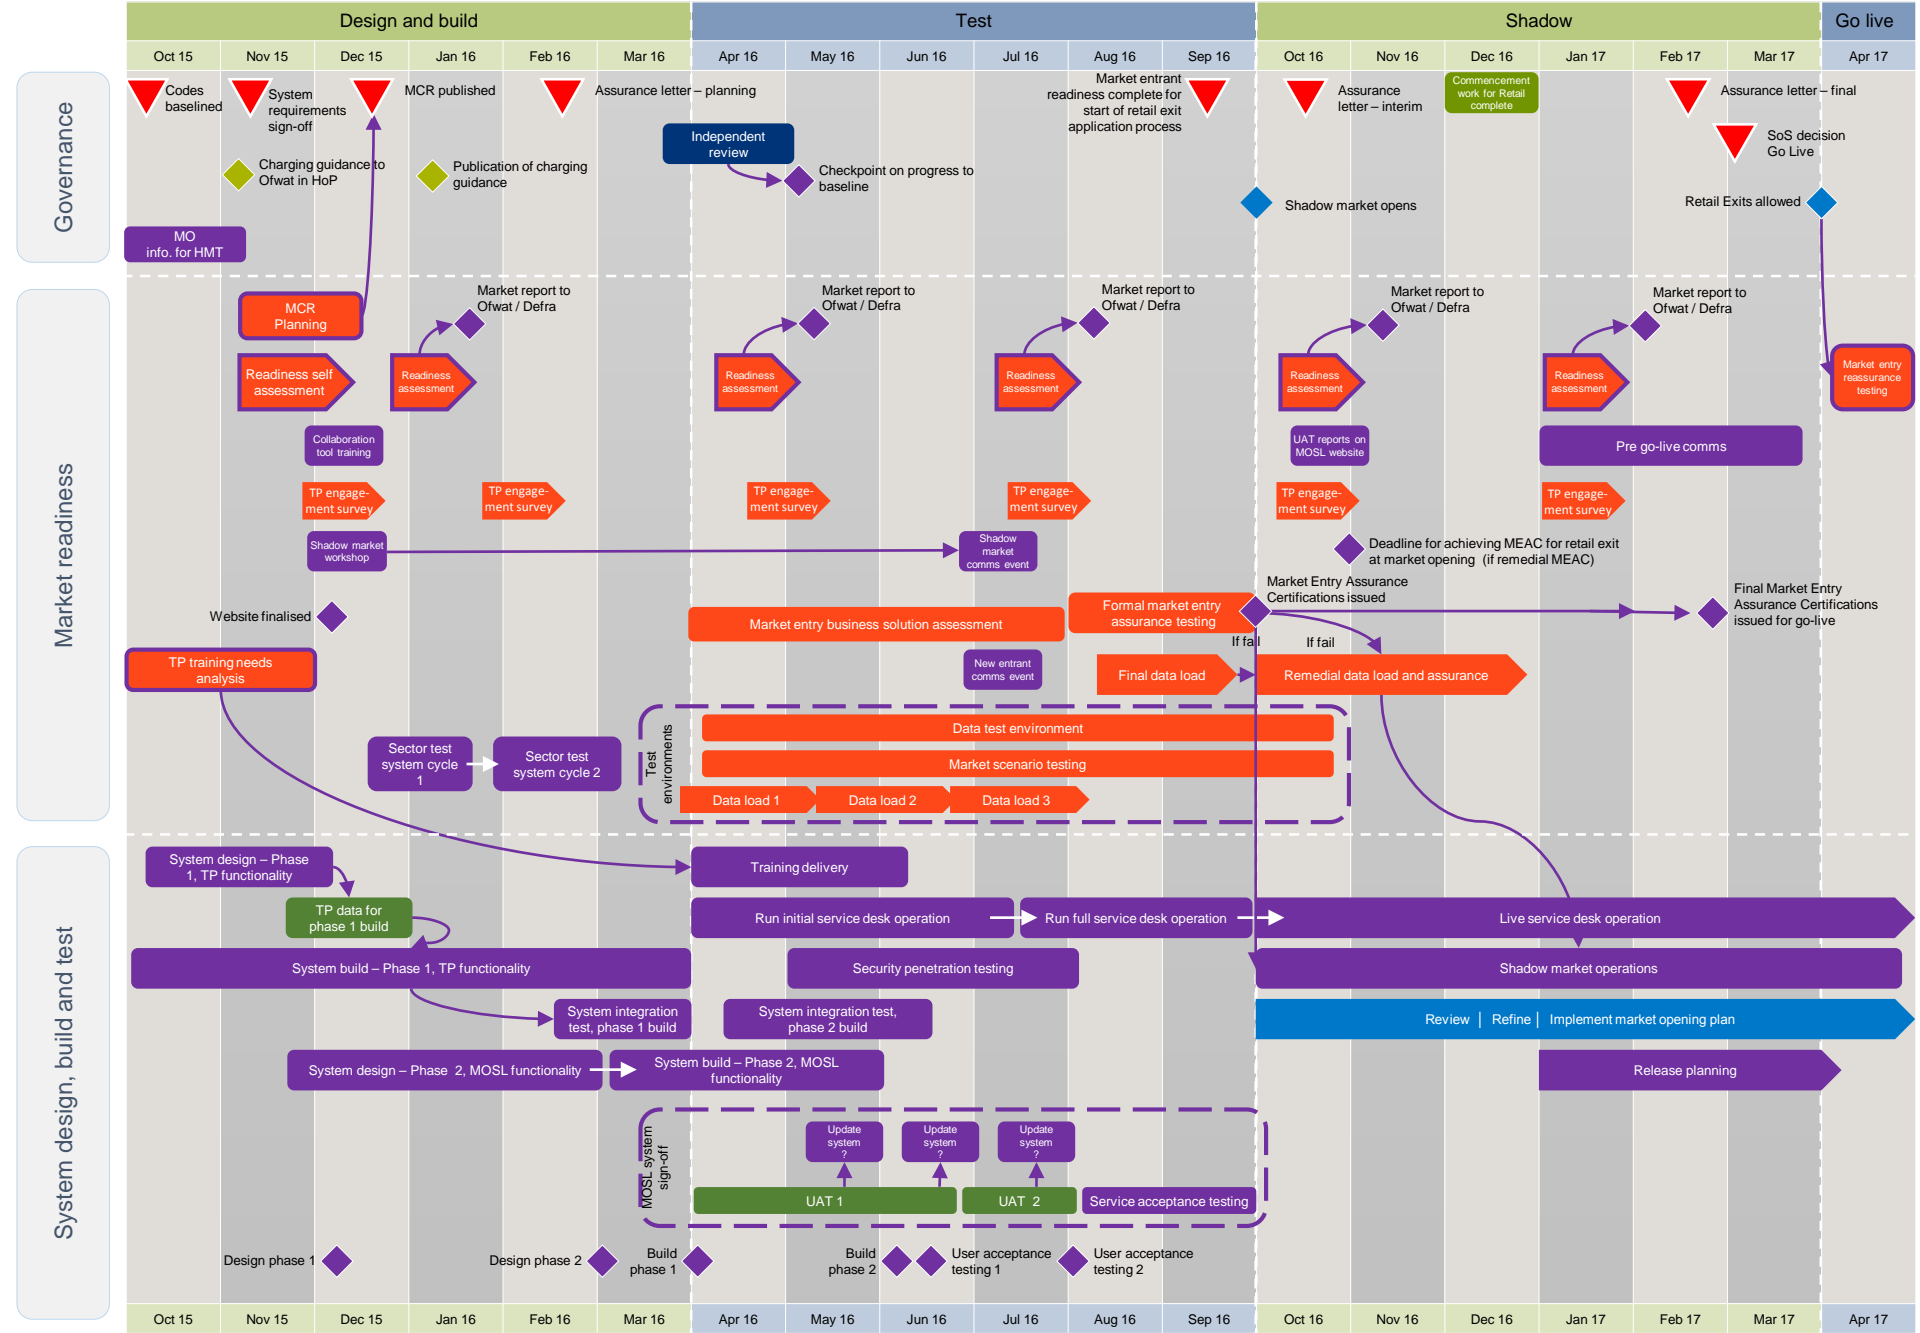 Design and build
Test
Shadow
Go live
Oct 15
Nov 15
Dec 15
Jan 16
Feb 16
Mar 16
Apr 16
May 16
Jun 16
Jul 16
Aug 16
Sep 16
Oct 16
Nov 16
Dec 16
Jan 17
Feb 17
Mar 17
Apr 17
Governance
Codes
baselined
System
requirements
sign-off
MCR published
Assurance letter – planning
Market entrant
readiness complete for
start of retail exit
application process
Assurance
letter – interim
Commencement
work for Retail
complete
Assurance letter – final
SoS decision
Go Live
Independent
review
Charging guidance to
Ofwat in HoP
Publication of charging
guidance
Checkpoint on progress to
baseline
Shadow market opens
Retail Exits allowed
MO
info. for HMT
Market readiness
MCR
Planning
Market report to
Ofwat / Defra
Market report to
Ofwat / Defra
Market report to
Ofwat / Defra
Market report to
Ofwat / Defra
Market report to
Ofwat / Defra
Readiness self
assessment
Readiness
assessment
Readiness
assessment
Readiness
assessment
Readiness
assessment
Readiness
assessment
Market entry
reassurance
testing
Collaboration
tool training
UAT reports on
MOSL website
Pre go-live comms
TP engage-
ment survey
TP engage-
ment survey
TP engage-
ment survey
TP engage-
ment survey
TP engage-
ment survey
TP engage-
ment survey
Shadow market
workshop
Shadow
market
comms event
Deadline for achieving MEAC for retail exit
at market opening (if remedial MEAC)
Market Entry Assurance
Certifications issued
Final Market Entry
Assurance Certifications
issued for go-live
Website finalised
Market entry business solution assessment
Formal market entry
assurance testing
If fail
If fail
TP training needs
analysis
New entrant
comms event
Final data load
Remedial data load and assurance
Test
environments
Data test environment
Sector test
system cycle
1
Sector test
system cycle 2
Market scenario testing
Data load 1
Data load 2
Data load 3
System design, build and test
System design – Phase
1, TP functionality
Training delivery
TP data for
phase 1 build
Run initial service desk operation
Run full service desk operation
Live service desk operation
System build – Phase 1, TP functionality
Security penetration testing
Shadow market operations
System integration
test, phase 1 build
System integration test,
phase 2 build
Review | Refine | Implement market opening plan
System design – Phase 2, MOSL functionality
System build – Phase 2, MOSL
functionality
Release planning
MOSL system
sign-off
Update
system
?
Update
system
?
Update
system
?
UAT 1
UAT 2
Service acceptance testing
Design phase 1
Design phase 2
Build
phase 1
Build
phase 2
User acceptance
testing 1
User acceptance
testing 2
Oct 15
Nov 15
Dec 15
Jan 16
Feb 16
Mar 16
Apr 16
May 16
Jun 16
Jul 16
Aug 16
Sep 16
Oct 16
Nov 16
Dec 16
Jan 17
Feb 17
Mar 17
Apr 17